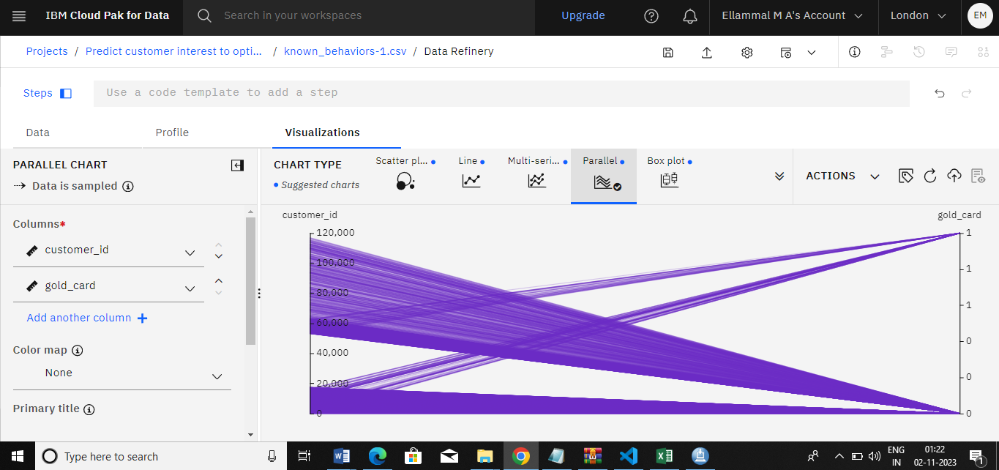 IBM Cloud Pak for Data
Search in your workspaces
Upgrade
Ellammal M A's Account
London
EM
Projects / Predict customer interest to opti... / known_behaviors-1.csv / Data Refinery
Steps
Use a code template to add a step
Data
Profile
Visualizations
PARALLEL CHART
Data is sampled
CHART TYPE
Suggested charts
Scatter pl...
Line
Multi-seri...
Parallel
Box plot
ACTIONS
Columns*
customer_id
gold_card
Add another column +
Color map
None
Primary title
customer_id
gold_card
120,000
100,000
80,000
60,000
40,000
20,000
0
1
1
1
0
0
0
Type here to search
ENG
IN
01:22
02-11-2023
1